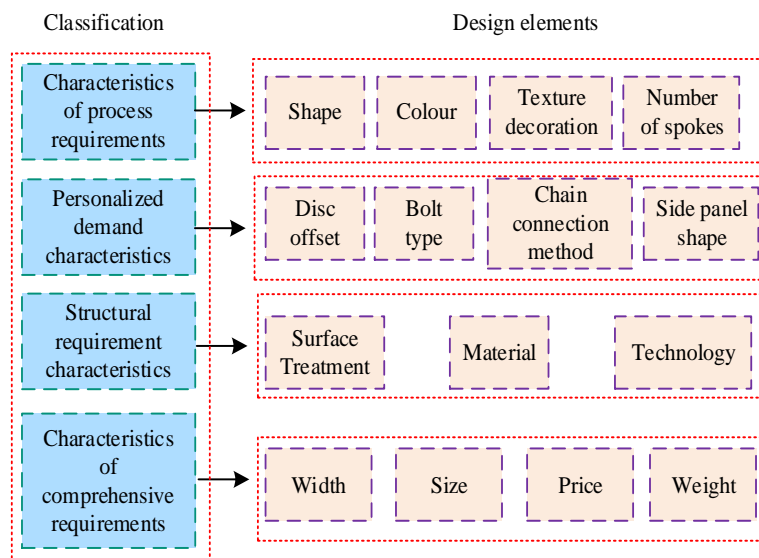 Classification
Design elements
Characteristics
of process
requirements
Shape
Colour
Texture
decoration
Number
of spokes
Personalized
demand
characteristics
Disc
offset
Bolt
type
Chain
connection
method
Side panel
shape
Structural
requirement
characteristics
Surface
Treatment
Material
Technology
Characteristics
of
comprehensive
requirements
Width
Size
Price
Weight